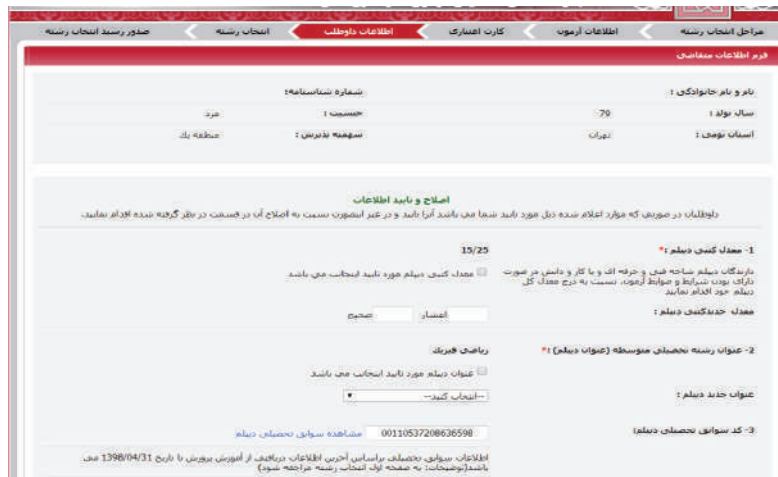 مراحل انتخاب رشته
اطلاعات آزمون
کارت اعتباری
اطلاعات داوطلب
انتخاب رشته
صدور رسید انتخاب رشته
فرم اطلاعات متقاضی
نام و نام خانوادگی :
شماره شناسنامه:
سال تولد : 79
جنسیت : مرد
استان بومی : تهران
سهمیه پذیرش : منطقه یك
اصلاح و تایید اطلاعات
داوطلبان در صورتی که موارد اعلام شده ذیل مورد تایید شما می باشد آنرا تایید و در غیر اینصورت نسبت به اصلاح آن در قسمت در نظر گرفته شده اقدام نمایید.
1- معدل کتبی دیپلم :* 15/25
معدل کتبی دیپلم مورد تایید اینجانب می باشد
دارندگان دیپلم شاخه فنی و حرفه ای و یا کار و دانش در صورت
دارای بودن شرایط و ضوابط آزمون، نسبت به درج معدل کل
دیپلم خود اقدام نمایند
معدل جدیدکتبی دیپلم : اعشار صحیح
2- عنوان رشته تحصیلی متوسطه (عنوان دیپلم) :* ریاضی فیزیك
عنوان دیپلم مورد تایید اینجانب می باشد
عنوان جدید دیپلم : --انتخاب کنید--
3- کد سوابق تحصیلی دیپلم: 00110537208636598 مشاهده سوابق تحصیلی دیپلم
اطلاعات سوابق تحصیلی براساس آخرین اطلاعات دریافتی از آموزش پرورش تا تاریخ 1398/04/31 می
باشد(توضیحات: به صفحه اول انتخاب رشته مراجعه شود)